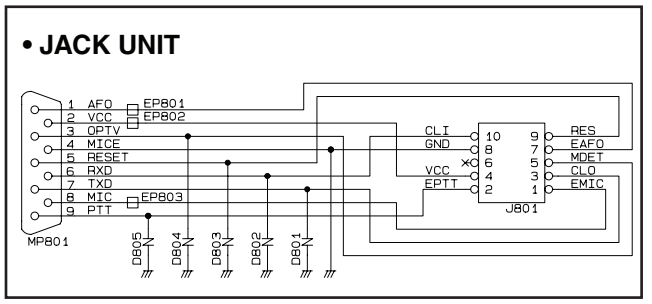 • JACK UNIT
1 AFO EP801
2 VCC EP802
3 OPTV
4 MICE
5 RESET
6 RXD
7 TXD
8 MIC EP803
9 PTT
MP801
D805
D804
D803
D802
D801
CLI 10 9 RES
GND 8 7 EAFO
6 5 MDET
VCC 4 3 CLO
EPTT 2 1 EMIC
J801